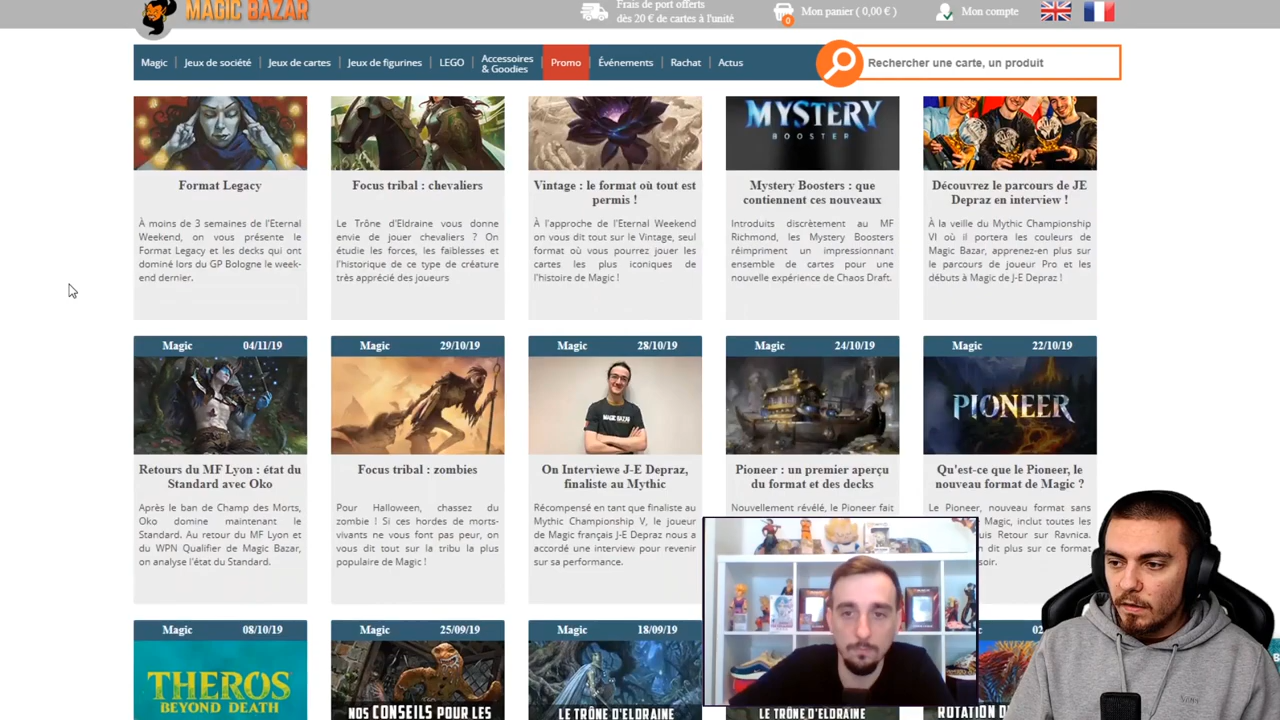 MAGIC BAZAR
Frais de port offerts
dès 20 € de cartes à l'unité
0
Mon panier ( 0,00 € )
Mon compte
Magic
Jeux de société
Jeux de cartes
Jeux de figurines
LEGO
Accessoires
& Goodies
Promo
Événements
Rachat
Actus
Rechercher une carte, un produit
Format Legacy
À moins de 3 semaines de l'Eternal
Weekend, on vous présente le
Format Legacy et les decks qui ont
dominé lors du GP Bologne le week-
end dernier.
Focus tribal : chevaliers
Le Trône d'Eldraine vous donne
envie de jouer chevaliers ? On
étudie les forces, les faiblesses et
l'historique de ce type de créature
très apprécié des joueurs
Vintage : le format où tout est
permis !
À l'approche de l'Eternal Weekend
on vous dit tout sur le Vintage, seul
format où vous pourrez jouer les
cartes les plus iconiques de
l'histoire de Magic !
MYSTERY
BOOSTER
Mystery Boosters : que
contiennent ces nouveaux
Introduits discrètement au MF
Richmond, les Mystery Boosters
réimpriment un impressionnant
ensemble de cartes pour une
nouvelle expérience de Chaos Draft.
Découvrez le parcours de JE
Depraz en interview !
À la veille du Mythic Championship
VI où il portera les couleurs de
Magic Bazar, apprenez-en plus sur
le parcours de joueur Pro et les
débuts à Magic de J-E Depraz !
Magic 04/11/19
Retours du MF Lyon : état du
Standard avec Oko
Après le ban de Champ des Morts,
Oko domine maintenant le
Standard. Au retour du MF Lyon et
du WPN Qualifier de Magic Bazar,
on analyse l'état du Standard.
Magic 29/10/19
Focus tribal : zombies
Pour Halloween, chassez du
zombie ! Si ces hordes de morts-
vivants ne vous font pas peur, on
vous dit tout sur la tribu la plus
populaire de Magic !
Magic 28/10/19
MAGIC BAZAR
On Interviewe J-E Depraz,
finaliste au Mythic
Récompensé en tant que finaliste au
Mythic Championship V, le joueur
de Magic français J-E Depraz nous a
accordé une interview pour revenir
sur sa performance.
Magic 24/10/19
Pioneer : un premier aperçu
du format et des decks
Nouvellement révélé, le Pioneer fait
Magic 22/10/19
PIONEER
Qu'est-ce que le Pioneer, le
nouveau format de Magic ?
Le Pioneer, nouveau format sans
Magic, inclut toutes les
uis Retour sur Ravnica.
n dit plus sur ce format
soir.
Magic 08/10/19
THEROS
BEYOND DEATH
Magic 25/09/19
NOS CONSEILS POUR LES
Magic 18/09/19
LE TRÔNE D'ELDRAINE
LE TRÔNE D'ELDRAINE
ROTATION D